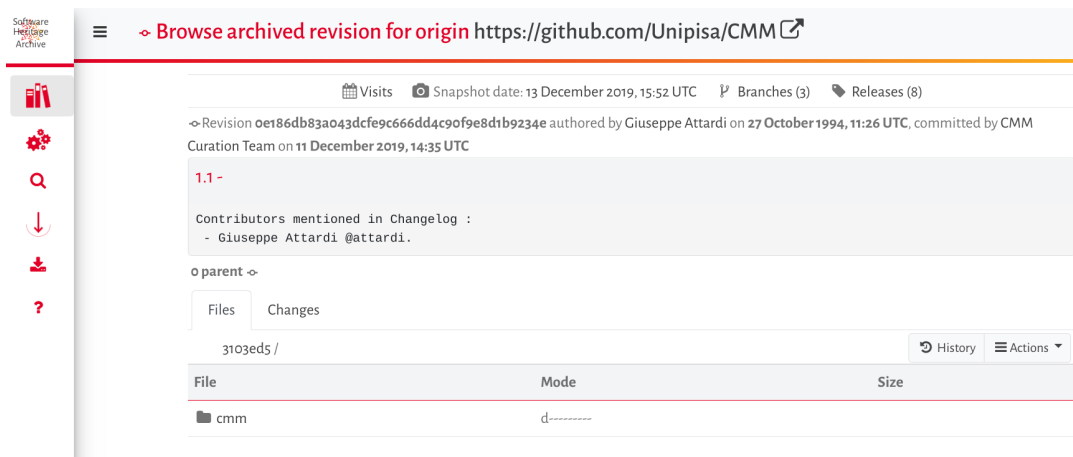 Software
Heritage
Archive
Browse archived revision for origin https://github.com/Unipisa/CMM
Visits Snapshot date: 13 December 2019, 15:52 UTC Branches (3) Releases (8)
Revision 0e186db83a043dcfe9c666dd4c90f9e8d1b9234e authored by Giuseppe Attardi on 27 October 1994, 11:26 UTC, committed by CMM
Curation Team on 11 December 2019, 14:35 UTC
1.1 ~
Contributors mentioned in Changelog :
- Giuseppe Attardi @attardi.
0 parent
Files Changes
3103ed5 / History Actions
File Mode Size
cmm d---------
?